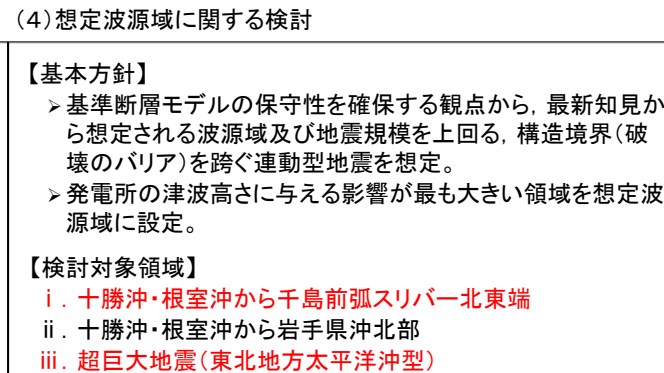 （4）想定波源域に関する検討
【基本方針】
➢基準断層モデルの保守性を確保する観点から，最新知見か
ら想定される波源域及び地震規模を上回る，構造境界（破
壊のバリア）を跨ぐ連動型地震を想定。
➢発電所の津波高さに与える影響が最も大きい領域を想定波
源域に設定。
【検討対象領域】
ⅰ．十勝沖・根室沖から千島前弧スリバー北東端
ⅱ．十勝沖・根室沖から岩手県沖北部
ⅲ．超巨大地震（東北地方太平洋沖型）